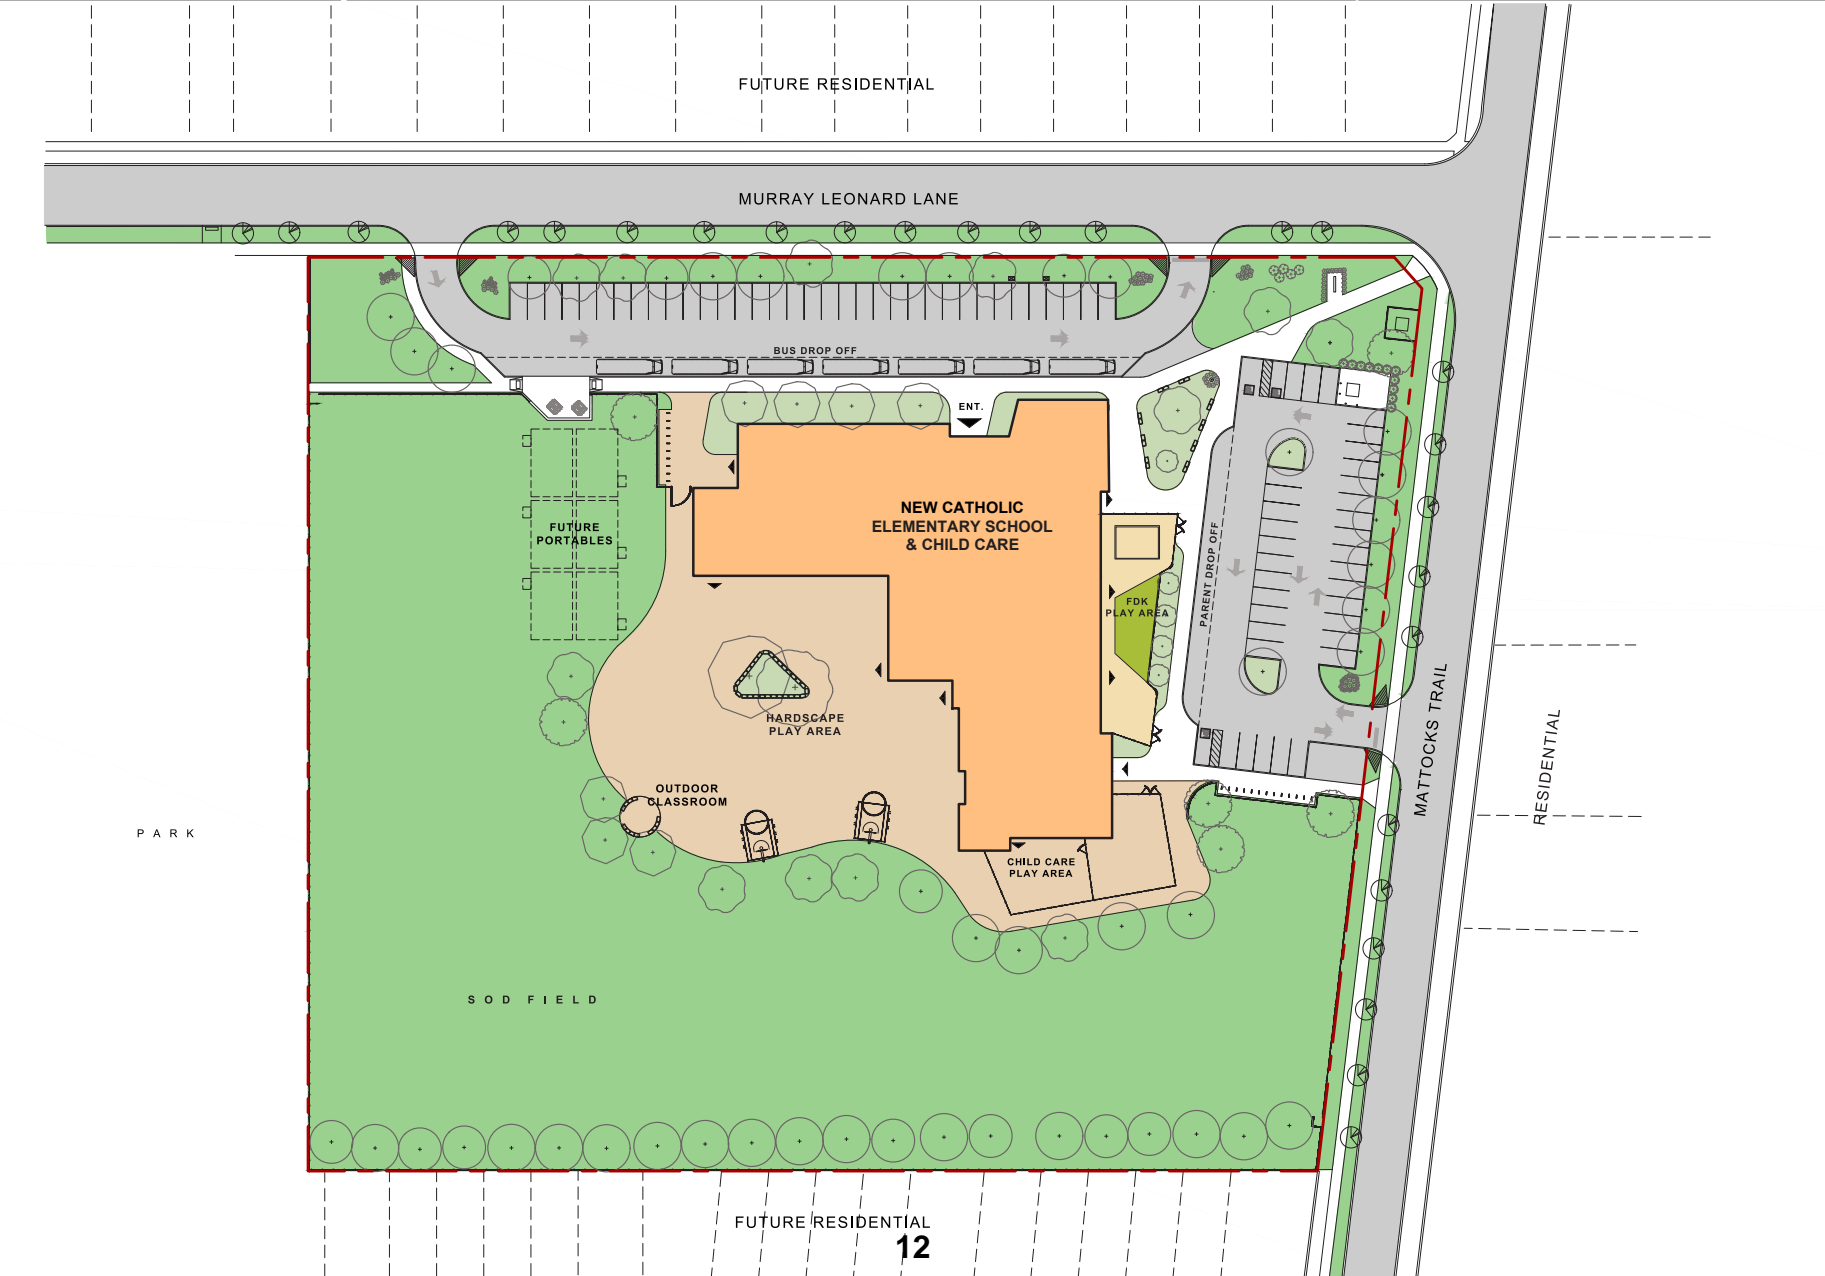 FUTURE RESIDENTIAL
MURRAY LEONARD LANE
BUS DROP OFF
ENT.
NEW CATHOLIC
ELEMENTARY SCHOOL
& CHILD CARE
FUTURE
PORTABLES
PARENT DROP OFF
FDK
PLAY AREA
HARDSCAPE
PLAY AREA
MATTOCKS TRAIL
RESIDENTIAL
OUTDOOR
CLASSROOM
PARK
CHILD CARE
PLAY AREA
SOD FIELD
FUTURE RESIDENTIAL
12